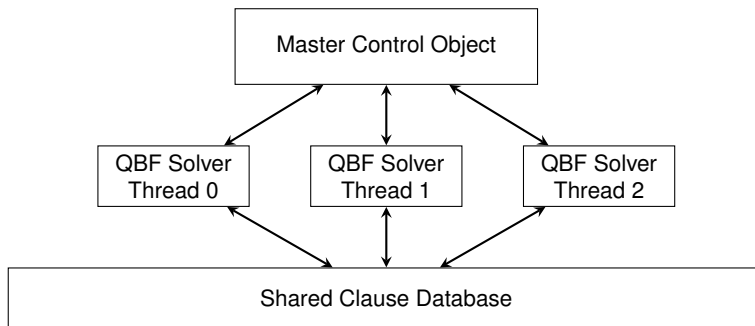 Master Control Object
QBF Solver
Thread 0
QBF Solver
Thread 1
QBF Solver
Thread 2
Shared Clause Database